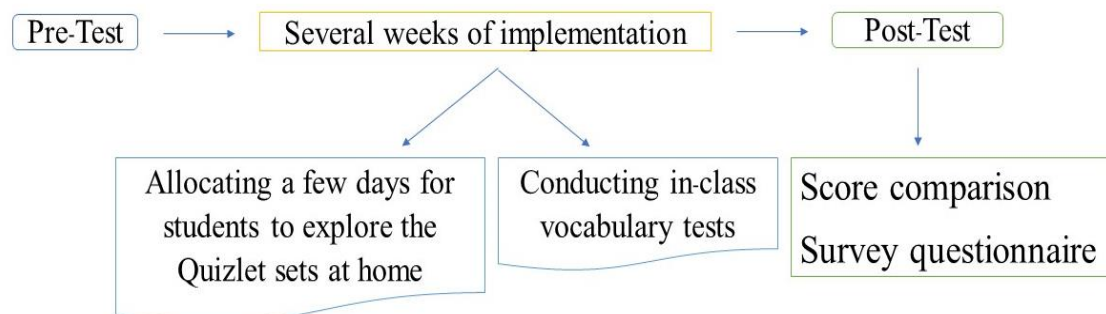 Pre-Test
Several weeks of implementation
Post-Test
Allocating a few days for
students to explore the
Quizlet sets at home
Conducting in-class
vocabulary tests
Score comparison
Survey questionnaire